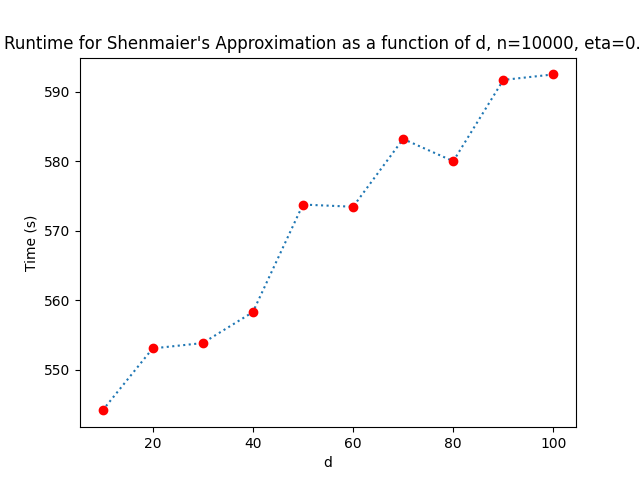 Runtime for Shenmaier's Approximation as a function of d, n=10000, eta=0.
590
580
570
560
550
Time (s)
20 40 60 80 100
d